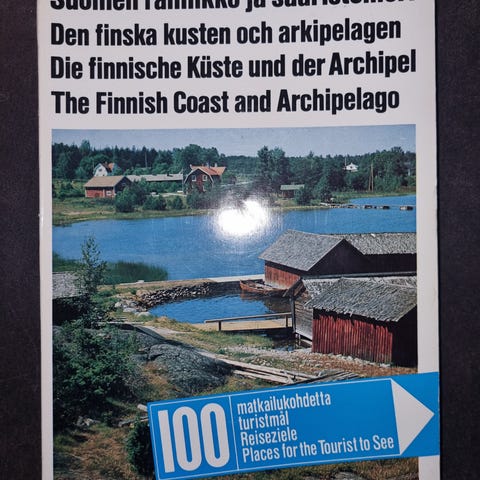 Suomen rannikko ja saaristomeri
Den finska kusten och arkipelagen
Die finnische Küste und der Archipel
The Finnish Coast and Archipelago
100
matkailukohdetta
turistmål
Reiseziele
Places for the Tourist to See